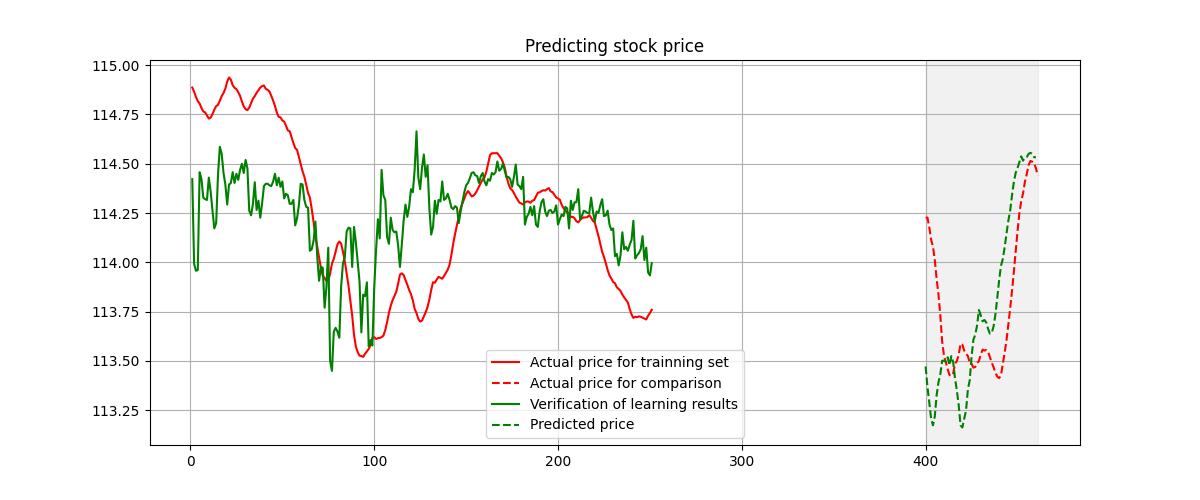 Predicting stock price
115.00
114.75
114.50
114.25
114.00
113.75
113.50
113.25
0 100 200 300 400
Actual price for trainning set
Actual price for comparison
Verification of learning results
Predicted price